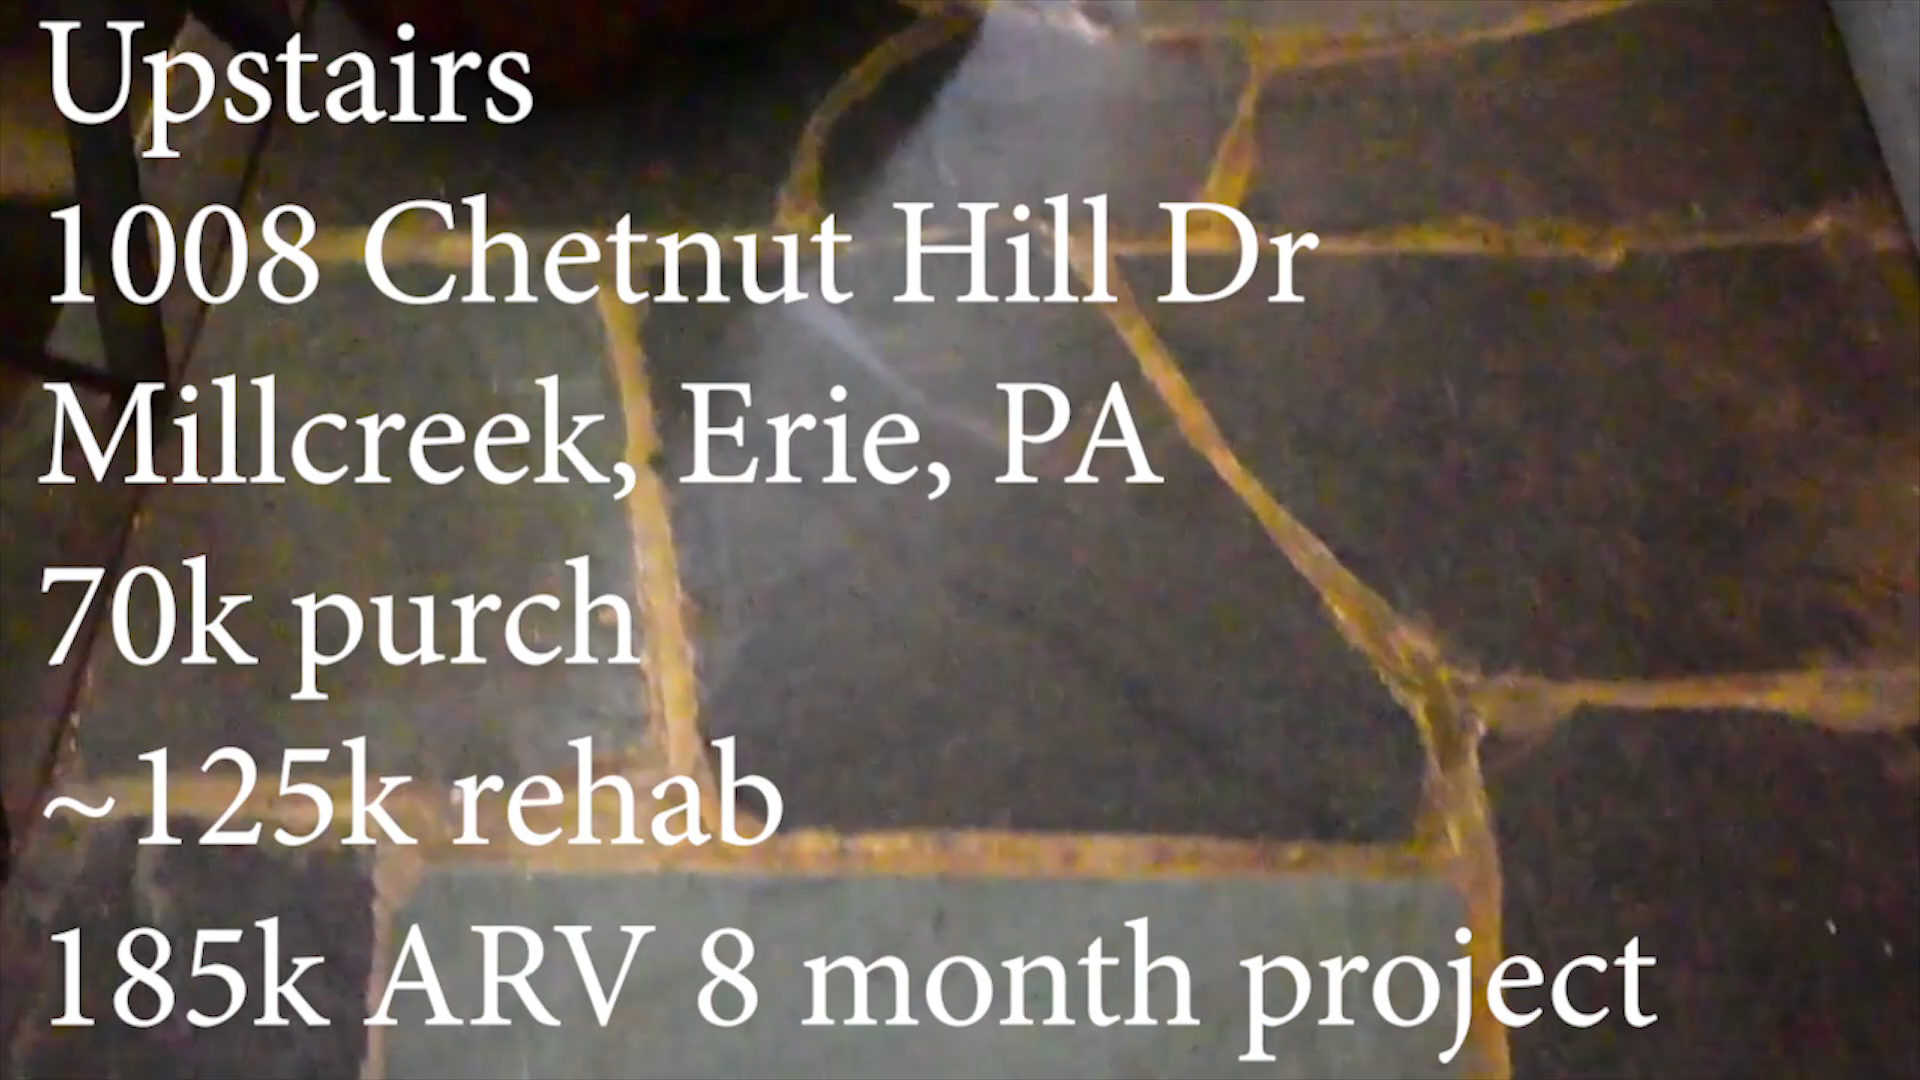 Upstairs
1008 Chetnut Hill Dr
Millcreek, Erie, PA
70k purch
~125k rehab
185k ARV 8 month project